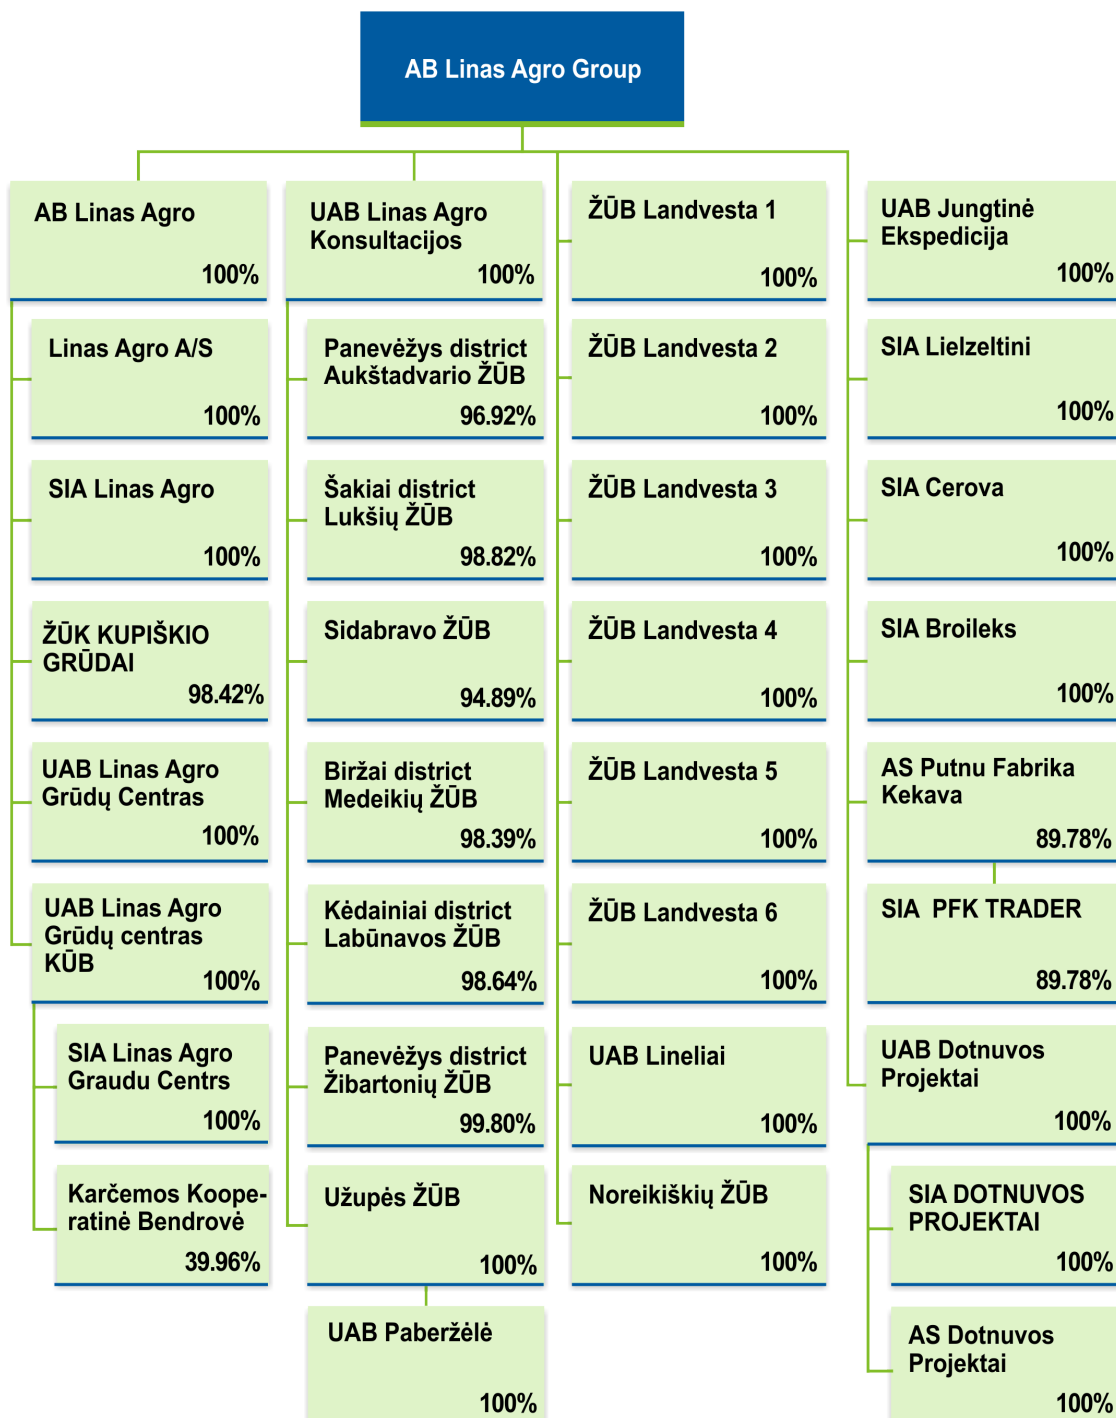 AB Linas Agro Group
AB Linas Agro
100%
Linas Agro A/S
100%
SIA Linas Agro
100%
ŽŪK KUPIŠKIO
GRŪDAI
98.42%
UAB Linas Agro
Grūdų Centras
100%
UAB Linas Agro
Grūdų centras
KŪB
100%
SIA Linas Agro
Graudu Centrs
100%
Karčemos Koope-
ratinė Bendrovė
39.96%
UAB Linas Agro
Konsultacijos
100%
Panevėžys district
Aukštadvario ŽŪB
96.92%
Šakiai district
Lukšių ŽŪB
98.82%
Sidabravo ŽŪB
94.89%
Biržai district
Medeikių ŽŪB
98.39%
Kėdainiai district
Labūnavos ŽŪB
98.64%
Panevėžys district
Žibartonių ŽŪB
99.80%
Užupės ŽŪB
100%
UAB Paberžėlė
100%
ŽŪB Landvesta 1
100%
ŽŪB Landvesta 2
100%
ŽŪB Landvesta 3
100%
ŽŪB Landvesta 4
100%
ŽŪB Landvesta 5
100%
ŽŪB Landvesta 6
100%
UAB Lineliai
100%
Noreikiškių ŽŪB
100%
UAB Jungtinė
Ekspedicija
100%
SIA Lielzeltini
100%
SIA Cerova
100%
SIA Broileks
100%
AS Putnu Fabrika
Kekava
89.78%
SIA  PFK TRADER
89.78%
UAB Dotnuvos
Projektai
100%
SIA DOTNUVOS
PROJEKTAI
100%
AS Dotnuvos
Projektai
100%